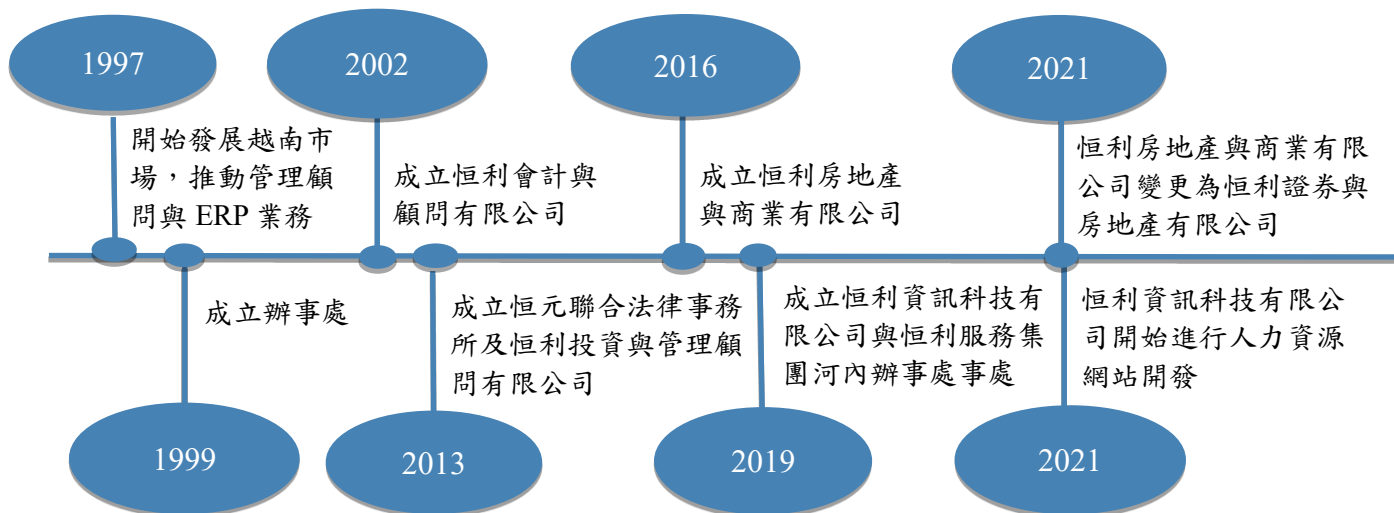 1997
開始發展越南市
場，推動管理顧
問與 ERP 業務
1999
成立辦事處
2002
成立恒利會計與
顧問有限公司
2013
成立恒元聯合法律事務
所及恒利投資與管理顧
問有限公司
2016
成立恒利房地產
與商業有限公司
2019
成立恒利資訊科技有
限公司與恒利服務集
團河內辦事處事處
2021
恒利房地產與商業有限
公司變更為恒利證券與
房地產有限公司
2021
恒利資訊科技有限公
司開始進行人力資源
網站開發